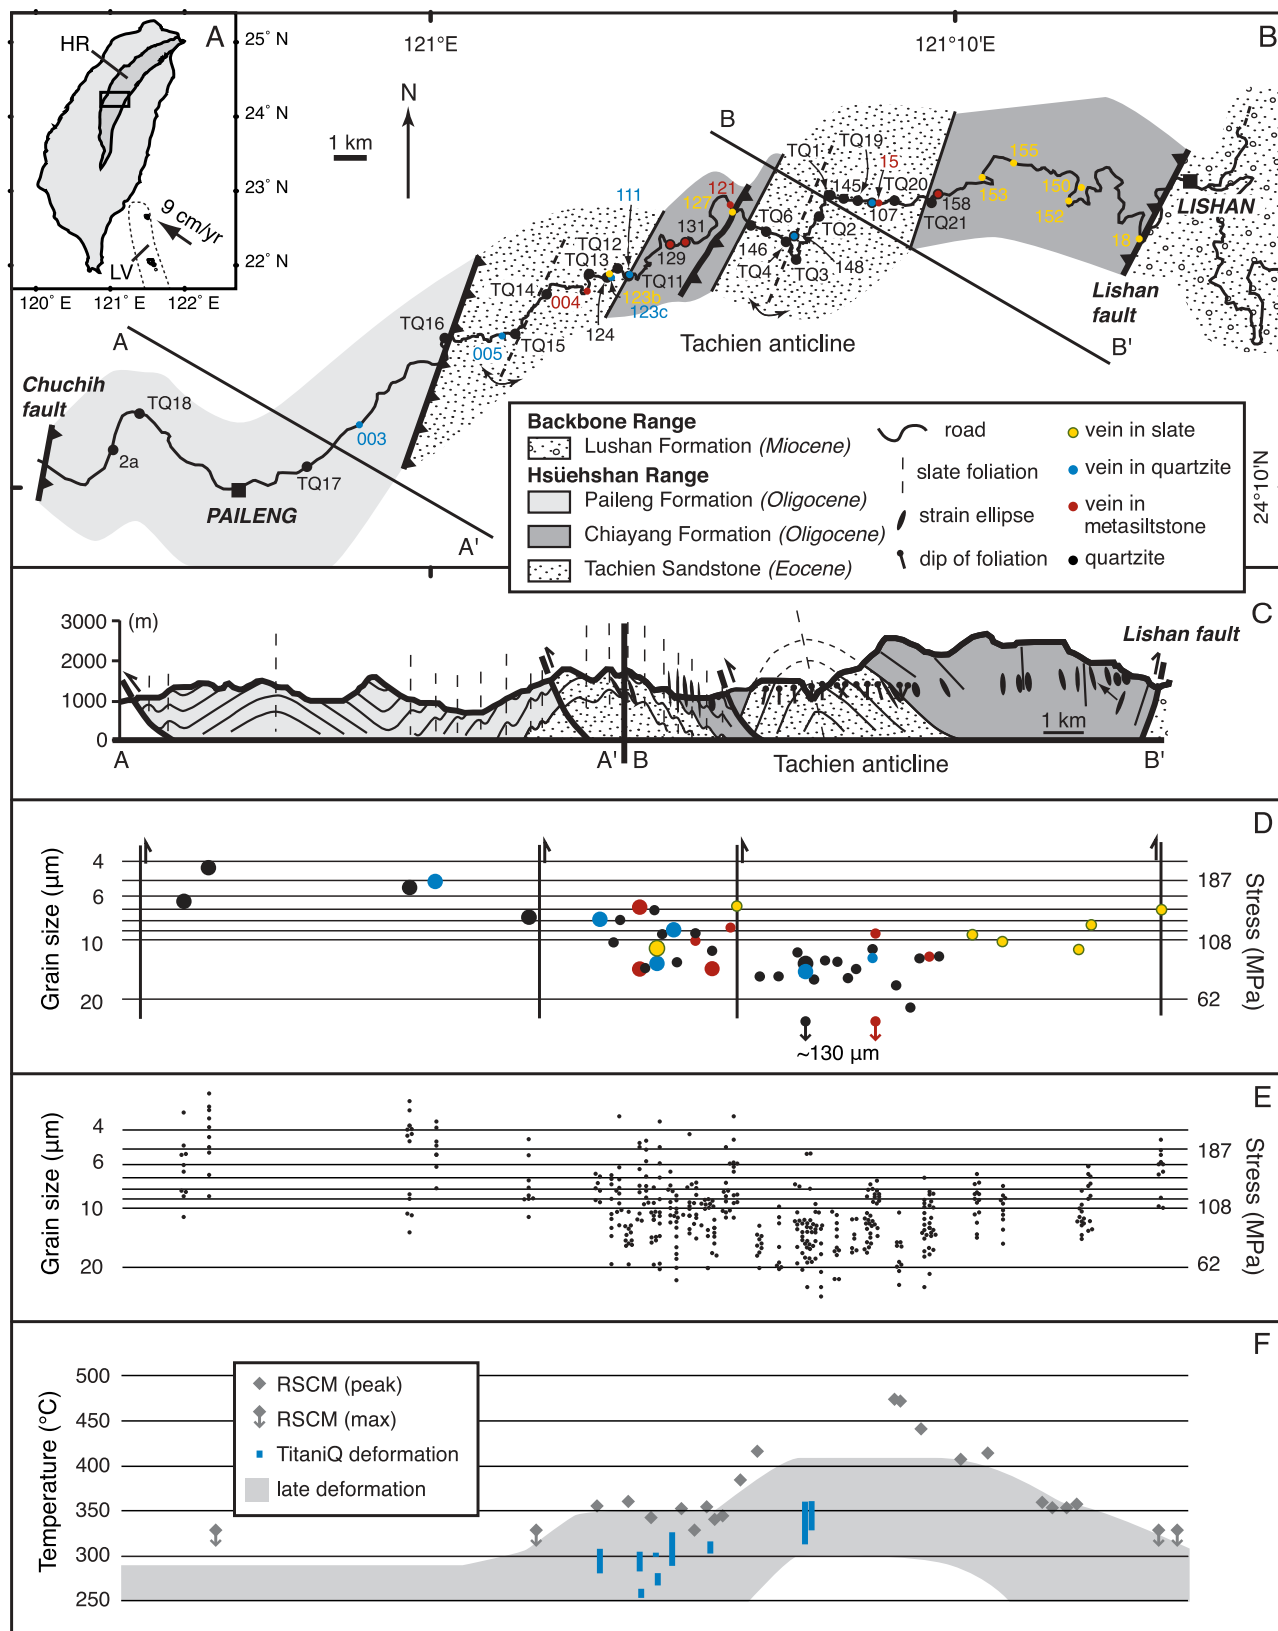 A
HR
9 cm/yr
LV
25° N
24° N
23° N
22° N
120° E
121° E
122° E
B
121°E
121°10'E
N
1 km
B
TQ1
TQ19
15
155
111
121
145
TQ20
150
127
158
153
TQ12
131
TQ6
107
152
LISHAN
TQ13
129
146
TQ2
TQ21
18
TQ14
TQ11
TQ4
TQ3
148
004
123b
123c
Lishan
fault
124
TQ16
005
TQ15
Tachien anticline
B'
A
Chuchih
fault
TQ18
003
2a
TQ17
PAILENG
A'
24°10'N
Backbone Range
Lushan Formation (Miocene)
Hsüehshan Range
Paileng Formation (Oligocene)
Chiayang Formation (Oligocene)
Tachien Sandstone (Eocene)
road
slate foliation
strain ellipse
dip of foliation
vein in slate
vein in quartzite
vein in
metasiltstone
quartzite
C
3000 (m)
2000
1000
0
Lishan fault
1 km
A
A'
B
Tachien anticline
B'
D
Grain size (µm)
4
6
10
20
187
108
62
Stress (MPa)
~130 µm
E
Grain size (µm)
4
6
10
20
187
108
62
Stress (MPa)
F
Temperature (°C)
500
450
400
350
300
250
RSCM (peak)
RSCM (max)
TitaniQ deformation
late deformation